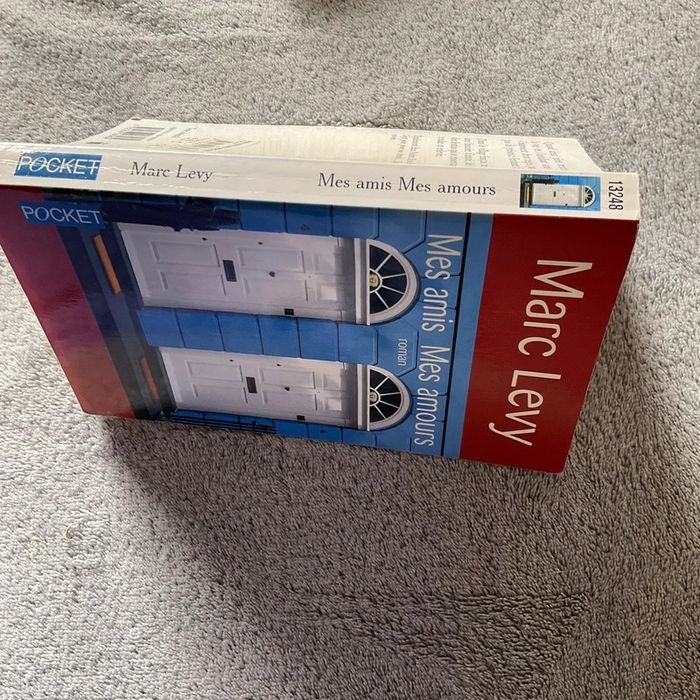 POCKET
Marc Levy
Mes amis Mes amours
13248
POCKET
Marc Levy
Mes amis Mes amours
roman